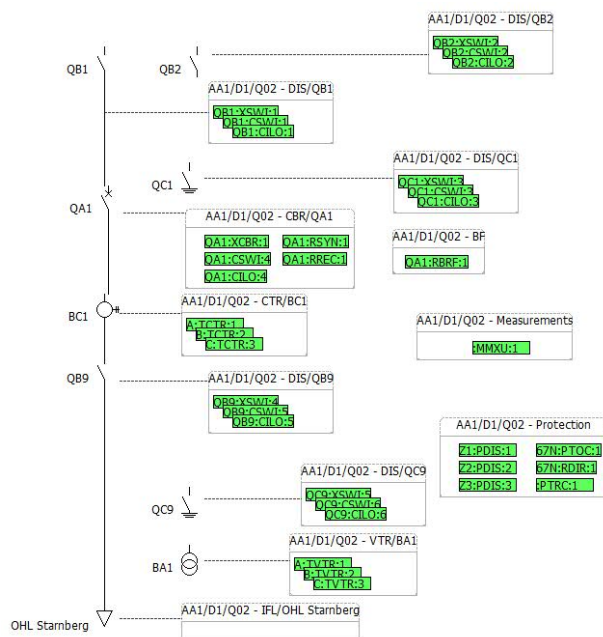 AA1/D1/Q02 - DIS/QB2
QB2:XSWI:2
QB2:CSWI:2
QB2:CILO:2
QB1
QB2
AA1/D1/Q02 - DIS/QB1
QB1:XSWI:1
QB1:CSWI:1
QB1:CILO:1
AA1/D1/Q02 - DIS/QC1
QC1:XSWI:3
QC1:CSWI:3
QC1:CILO:3
QC1
QA1
AA1/D1/Q02 - CBR/QA1
QA1:XCBR:1 QA1:RSYN:1
QA1:CSWI:4 QA1:RREC:1
QA1:CILO:4
AA1/D1/Q02 - BF
QA1:RBRF:1
BC1
AA1/D1/Q02 - CTR/BC1
A:TCTR:1
B:TCTR:2
C:TCTR:3
AA1/D1/Q02 - Measurements
:MMXU:1
QB9
AA1/D1/Q02 - DIS/QB9
QB9:XSWI:4
QB9:CSWI:5
QB9:CILO:5
AA1/D1/Q02 - Protection
Z1:PDIS:1 67N:PTOC:1
Z2:PDIS:2 67N:RDIR:1
Z3:PDIS:3 :PTRC:1
QC9
AA1/D1/Q02 - DIS/QC9
QC9:XSWI:5
QC9:CSWI:6
QC9:CILO:6
BA1
AA1/D1/Q02 - VTR/BA1
A:TVTR:1
B:TVTR:2
C:TVTR:3
OHL Starnberg
AA1/D1/Q02 - IFL/OHL Starnberg